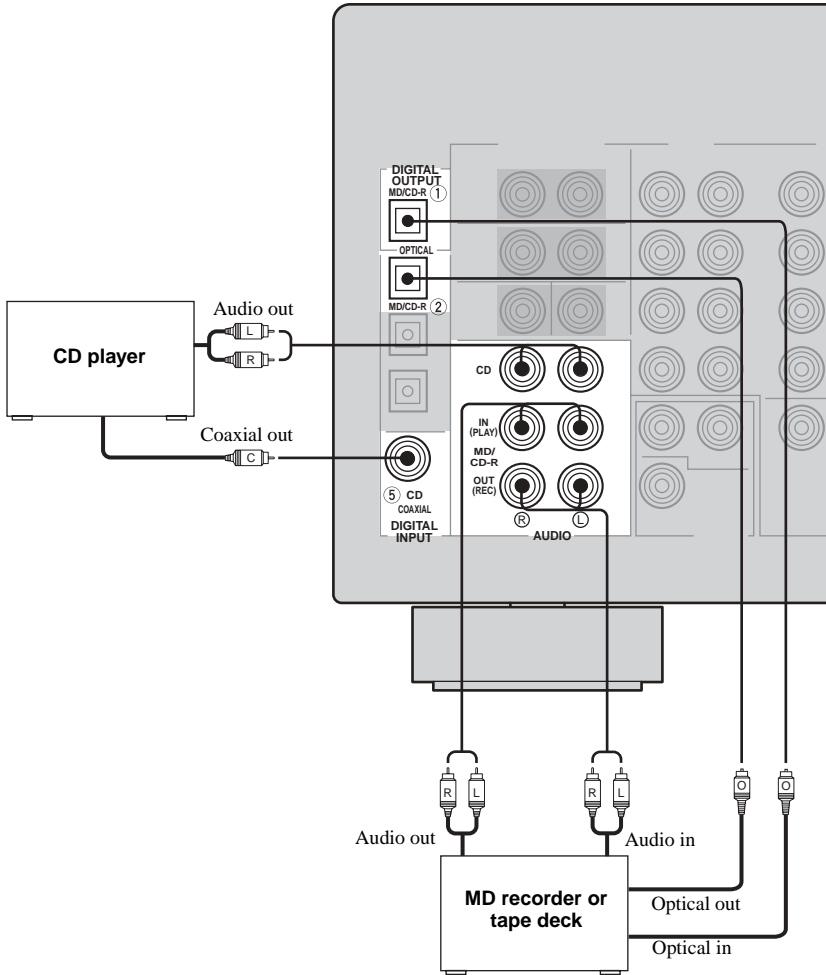 DIGITAL
OUTPUT
MD/CD-R ①
OPTICAL
MD/CD-R ②
Audio out
L
R
CD player
CD
Coaxial out
C
IN
(PLAY)
MD/
CD-R
OUT
(REC)
⑤ CD
COAXIAL
DIGITAL
INPUT
Ⓡ Ⓛ
AUDIO
R L
R L
O O
Audio out
Audio in
MD recorder or
tape deck
Optical out
Optical in